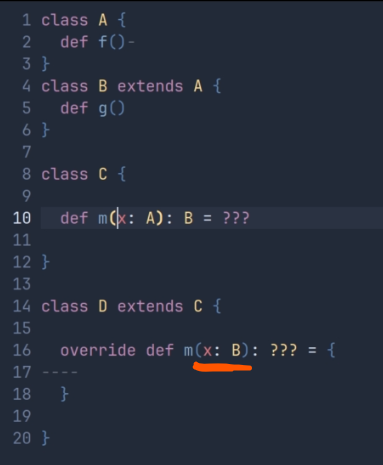 1 class A {
2   def f()-
3 }
4 class B extends A {
5   def g()
6 }
7
8 class C {
9
10   def m(x: A): B = ???
11
12 }
13
14 class D extends C {
15
16   override def m(x: B): ??? = {
17 ----
18   }
19
20 }